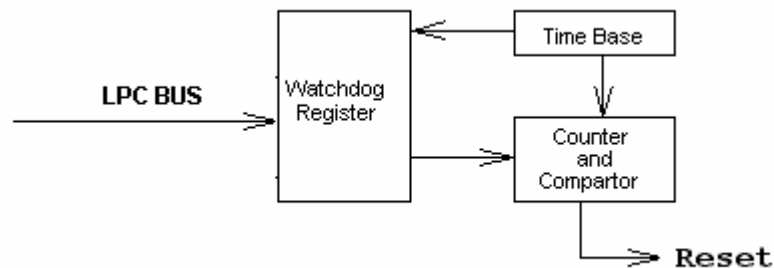 Time Base
LPC BUS
Watchdog
Register
Counter
and
Compartor
Reset